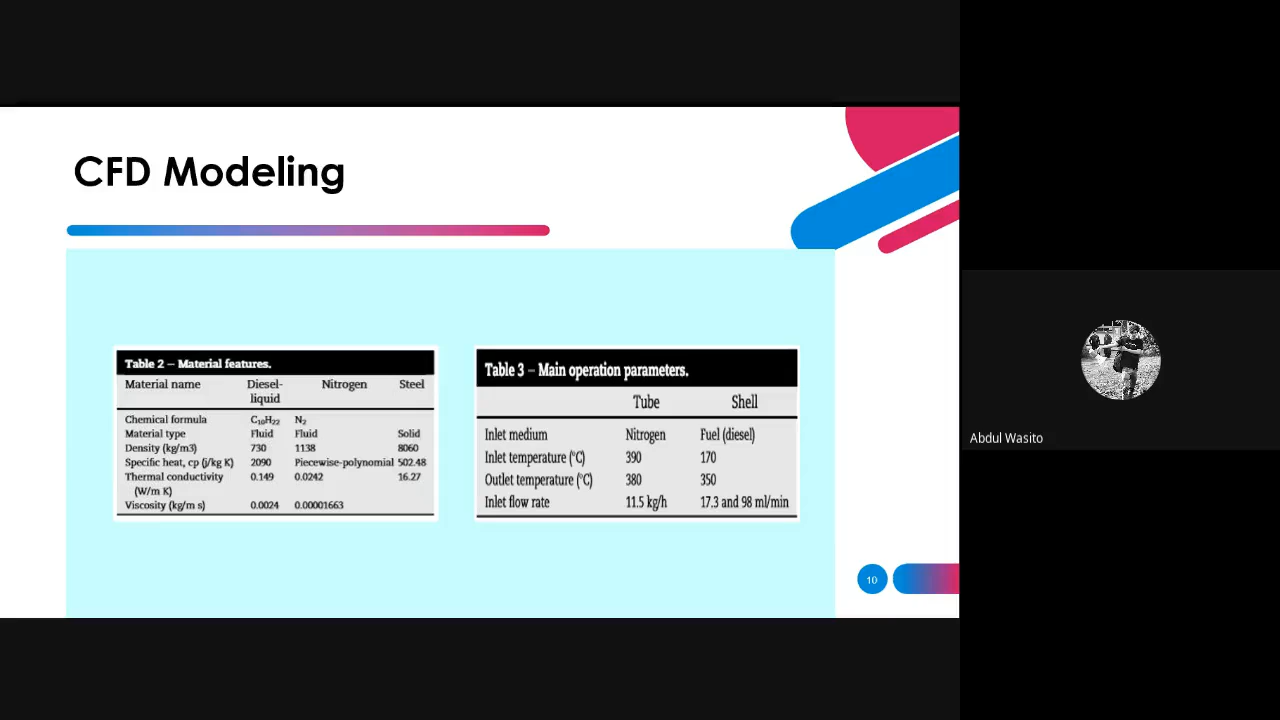 CFD Modeling
Table 2 – Material features.
Material name Diesel- Nitrogen Steel
liquid
Chemical formula C10H22 N2
Material type Fluid Fluid Solid
Density (kg/m3) 730 1138 8060
Specific heat, cp (j/kg K) 2090 Piecewise-polynomial 502.48
Thermal conductivity 0.149 0.0242 16.27
(W/m K)
Viscosity (kg/m s) 0.0024 0.00001663
Table 3 – Main operation parameters.
Tube Shell
Inlet medium Nitrogen Fuel (diesel)
Inlet temperature (°C) 390 170
Outlet temperature (°C) 380 350
Inlet flow rate 11.5 kg/h 17.3 and 98 ml/min
10
Abdul Wasito